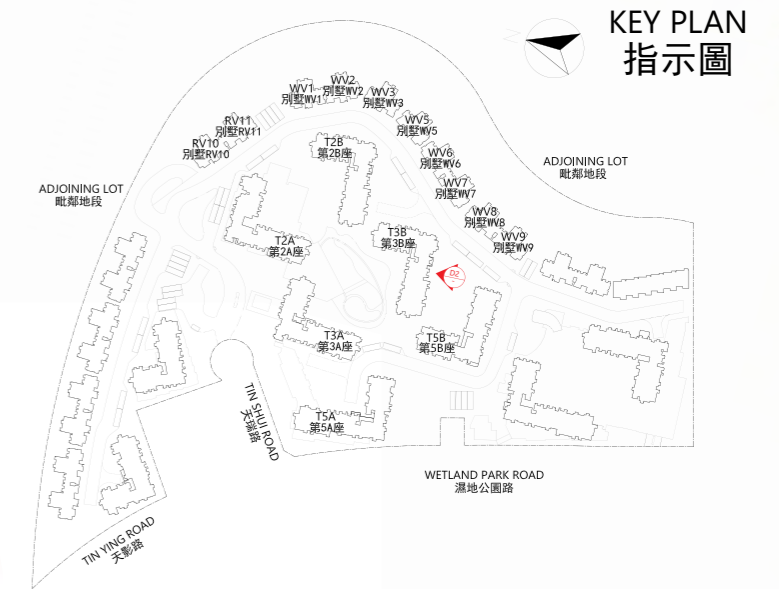 KEY PLAN
指示圖
WV1
別墅WV1
WV2
別墅WV2
WV3
別墅WV3
RV11
別墅RV11
RV10
別墅RV10
WV5
別墅WV5
T2B
第2B座
WV6
別墅WV6
ADJOINING LOT
毗鄰地段
WV7
別墅WV7
ADJOINING LOT
毗鄰地段
WV8
別墅WV8
T3B
第3B座
WV9
別墅WV9
T2A
第2A座
D2
T3A
第3A座
T5B
第5B座
TIN SHUI ROAD
天瑞路
T5A
第5A座
WETLAND PARK ROAD
濕地公園路
TIN YING ROAD
天影路